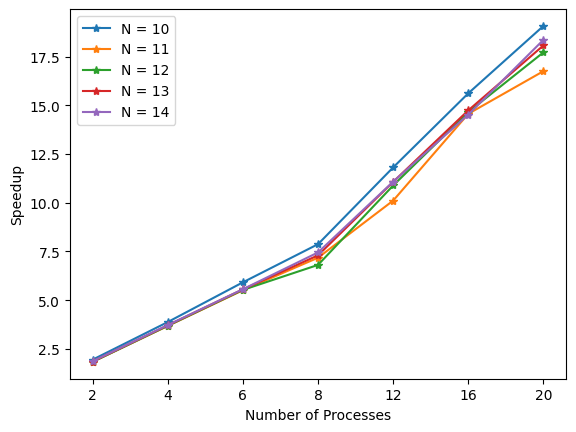 N = 10
N = 11
N = 12
N = 13
N = 14
17.5
15.0
12.5
10.0
7.5
5.0
2.5
Speedup
2 4 6 8 12 16 20
Number of Processes